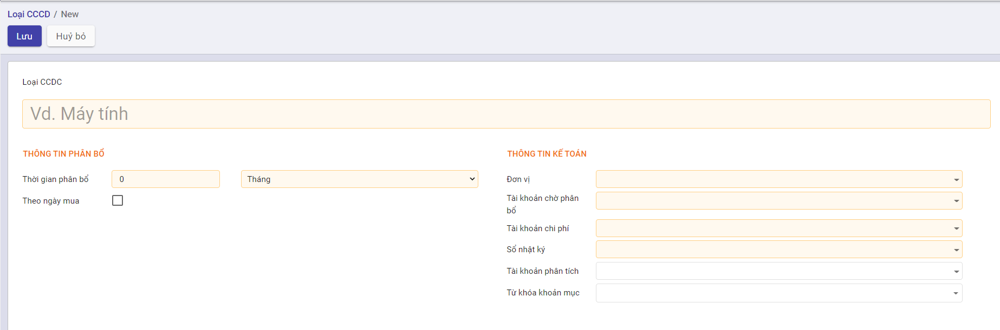 Loại CCCD / New
Lưu Huỷ bỏ
Loại CCDC
Vd. Máy tính
THÔNG TIN PHÂN BỔ
Thời gian phân bổ 0 Tháng
Theo ngày mua
THÔNG TIN KẾ TOÁN
Đơn vị
Tài khoản chờ phân
bổ
Tài khoản chi phí
Sổ nhật ký
Tài khoản phân tích
Từ khóa khoản mục